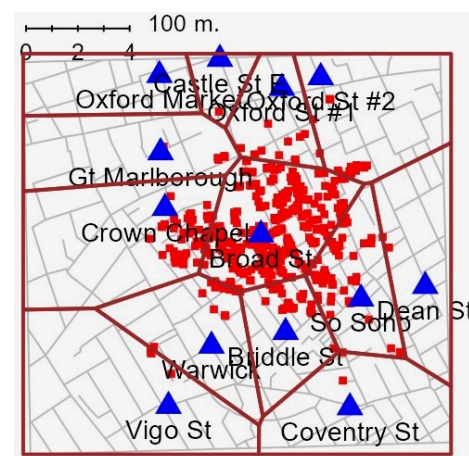 100 m.
0 2 4
Castle St E
Oxford Market
Oxford St #2
Oxford St #1
Gt Marlborough
Crown Chapel
Broad St
Dean St
So Soho
Briddle St
Warwick
Vigo St
Coventry St